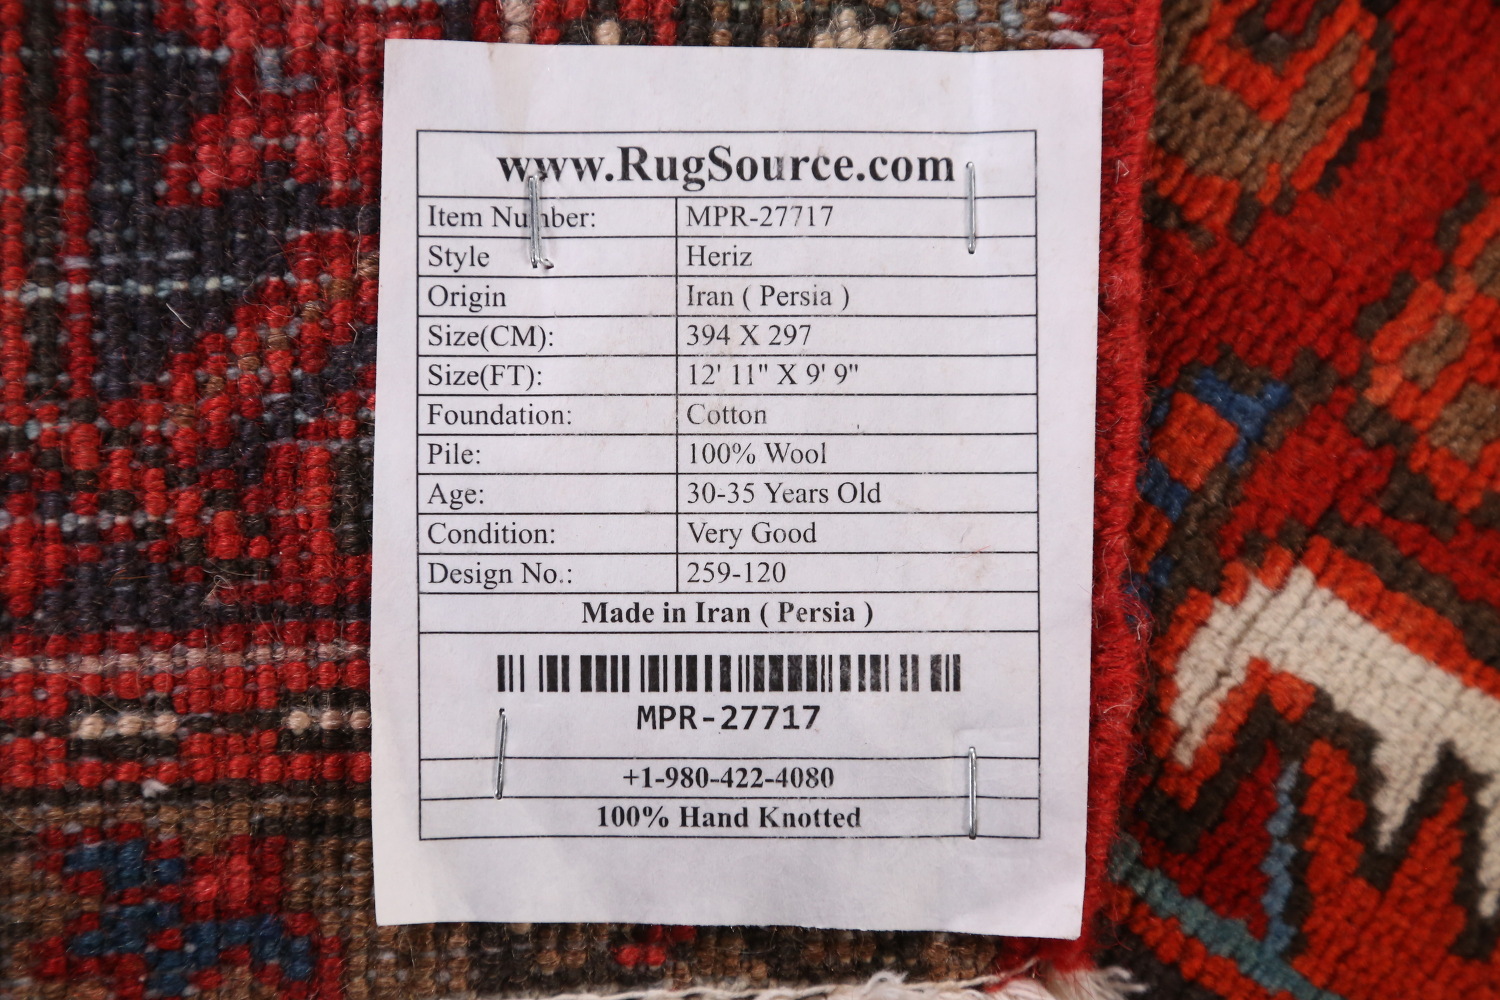 www.RugSource.com
Item Number: MPR-27717
Style Heriz
Origin Iran ( Persia )
Size(CM): 394 X 297
Size(FT): 12' 11" X 9' 9"
Foundation: Cotton
Pile: 100% Wool
Age: 30-35 Years Old
Condition: Very Good
Design No.: 259-120
Made in Iran ( Persia )
MPR-27717
+1-980-422-4080
100% Hand Knotted